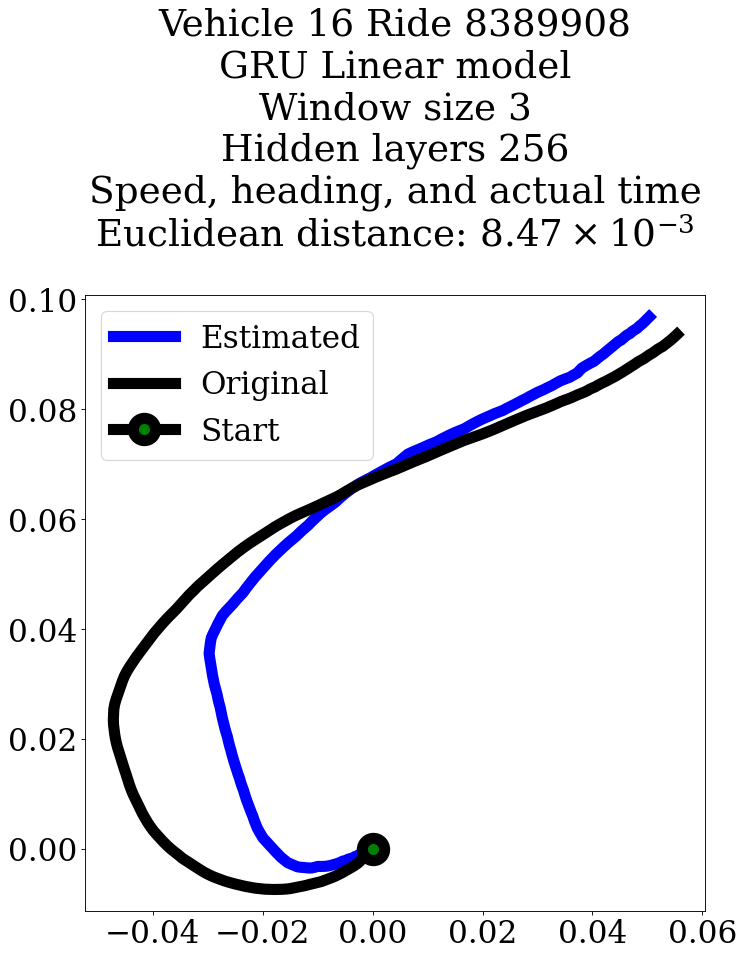 Vehicle 16 Ride 8389908
GRU Linear model
Window size 3
Hidden layers 256
Speed, heading, and actual time
Euclidean distance: 8.47 × 10⁻³
Estimated
Original
Start
0.10
0.08
0.06
0.04
0.02
0.00
−0.04 −0.02 0.00 0.02 0.04 0.06